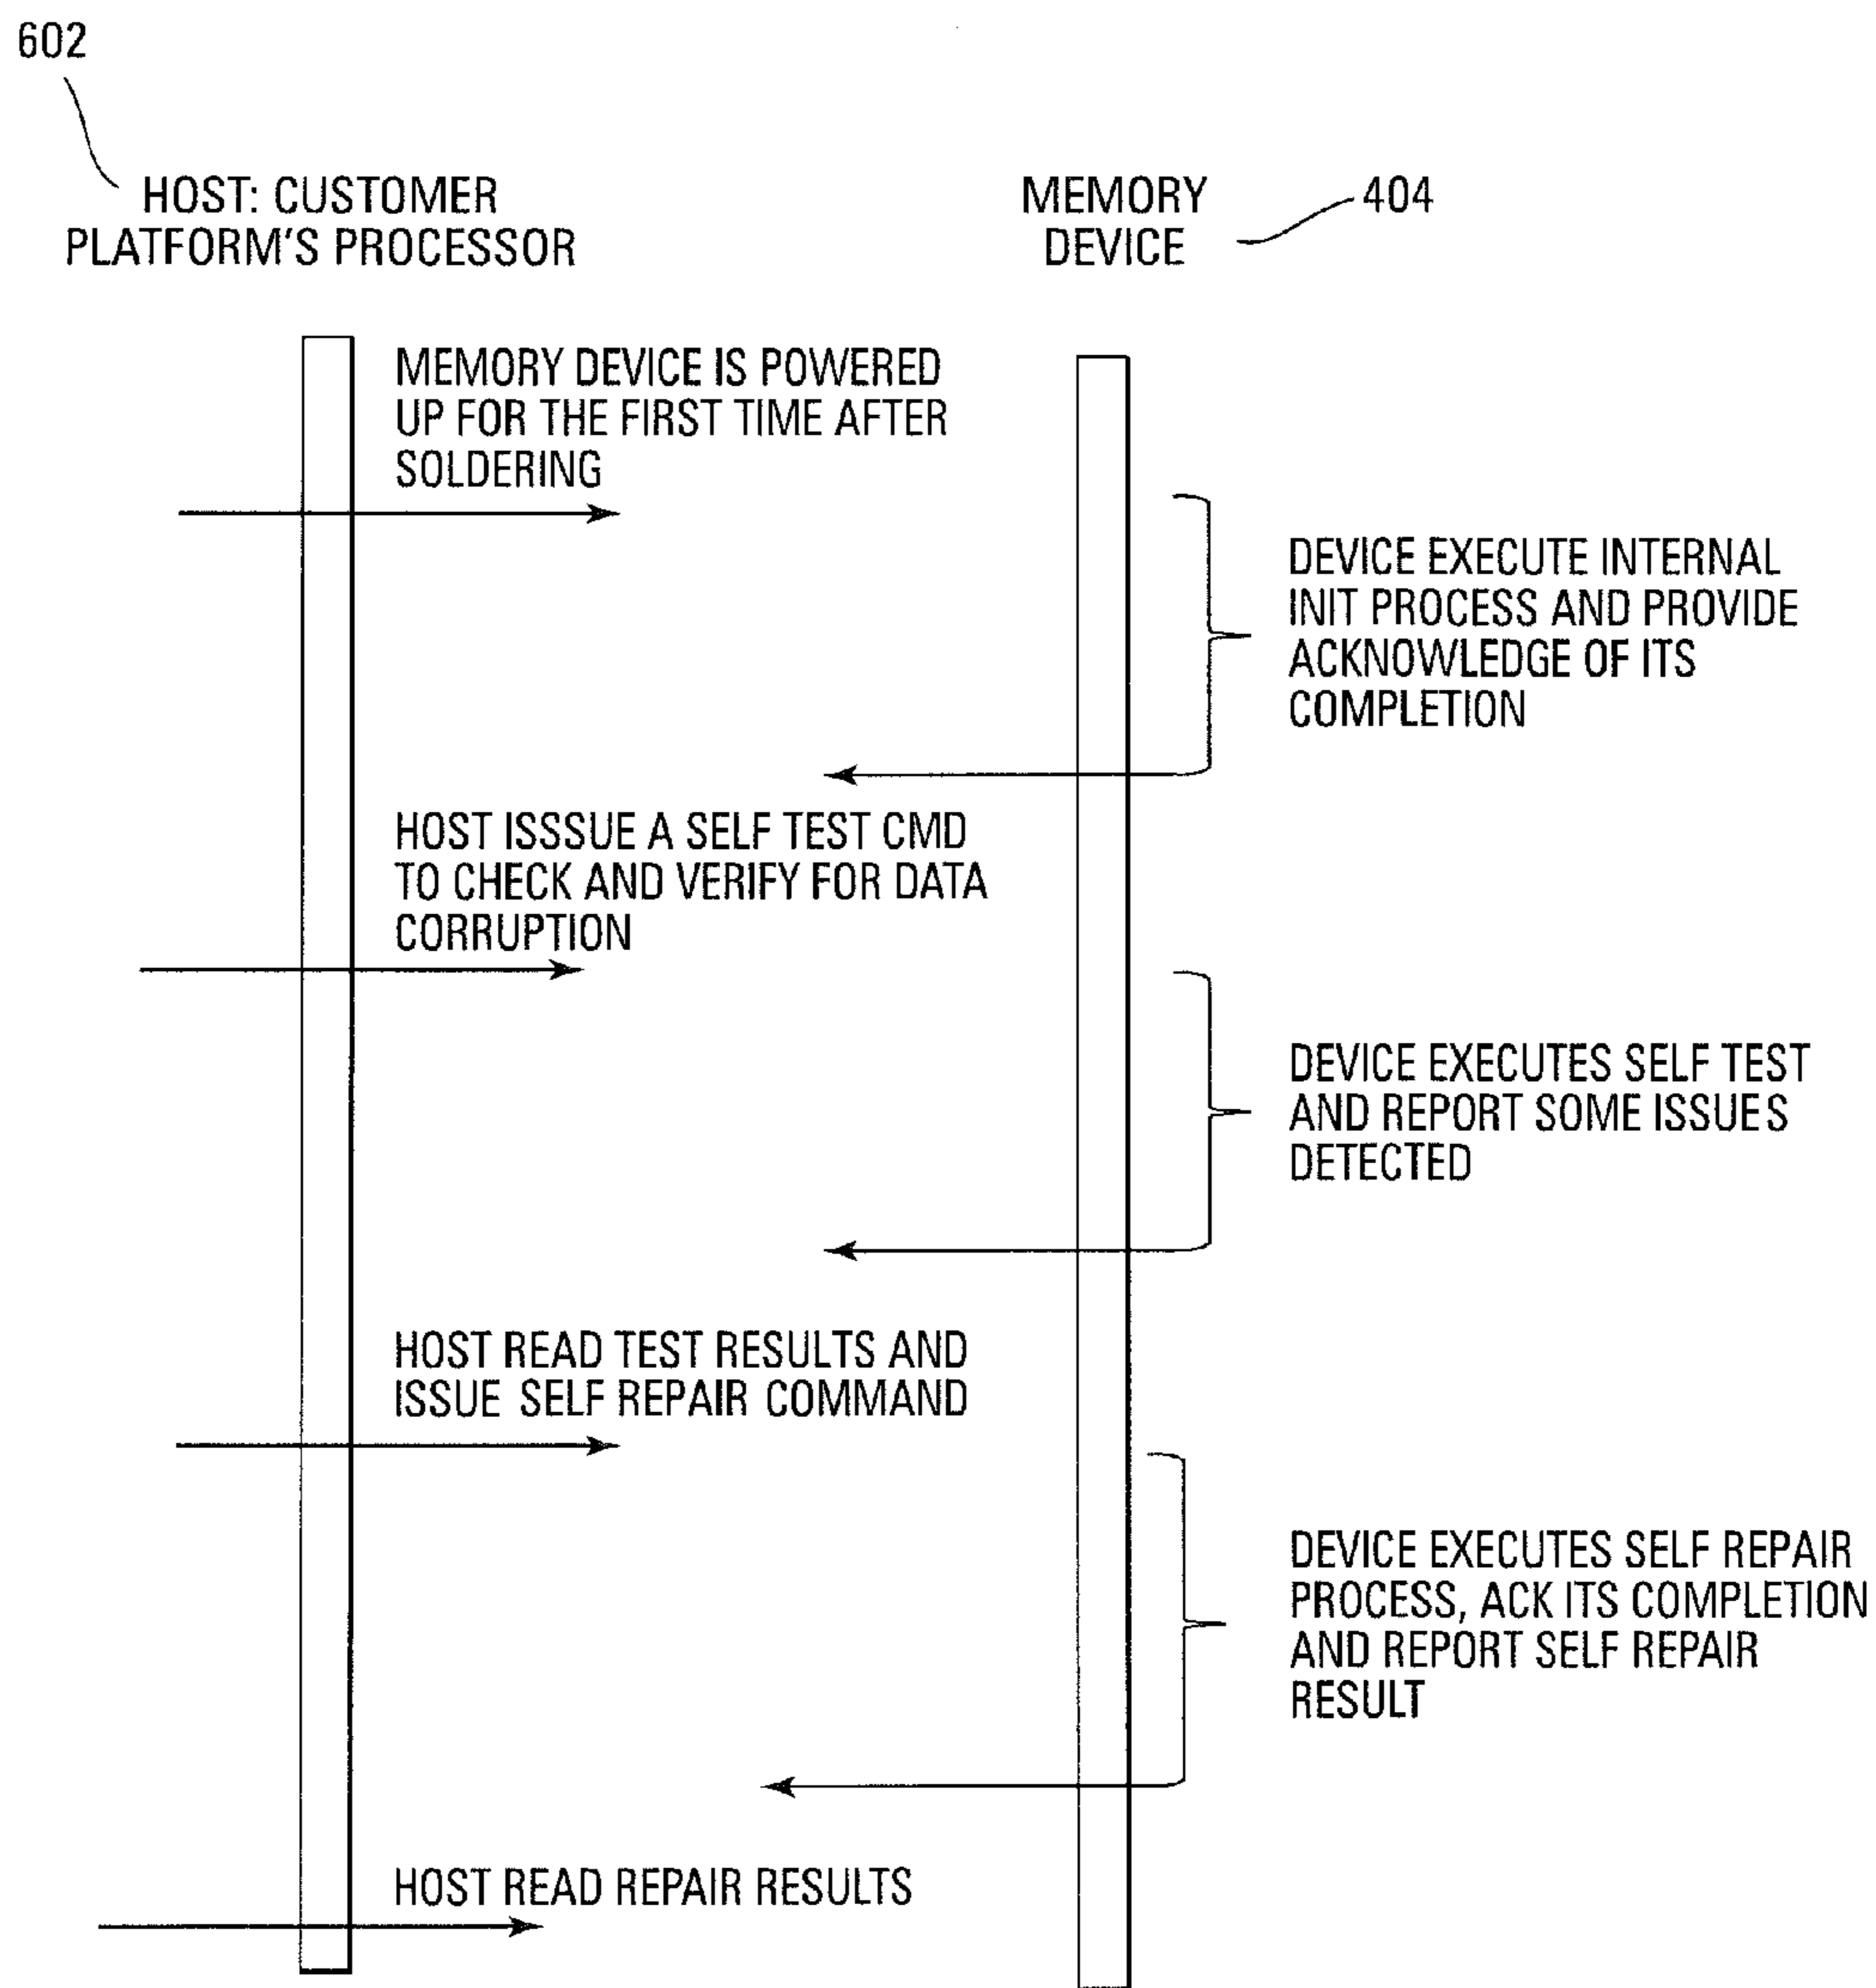 602
HOST: CUSTOMER
PLATFORM'S PROCESSOR
MEMORY
DEVICE
404
MEMORY DEVICE IS POWERED
UP FOR THE FIRST TIME AFTER
SOLDERING
DEVICE EXECUTE INTERNAL
INIT PROCESS AND PROVIDE
ACKNOWLEDGE OF ITS
COMPLETION
HOST ISSSUE A SELF TEST CMD
TO CHECK AND VERIFY FOR DATA
CORRUPTION
DEVICE EXECUTES SELF TEST
AND REPORT SOME ISSUES
DETECTED
HOST READ TEST RESULTS AND
ISSUE SELF REPAIR COMMAND
DEVICE EXECUTES SELF REPAIR
PROCESS, ACK ITS COMPLETION
AND REPORT SELF REPAIR
RESULT
HOST READ REPAIR RESULTS